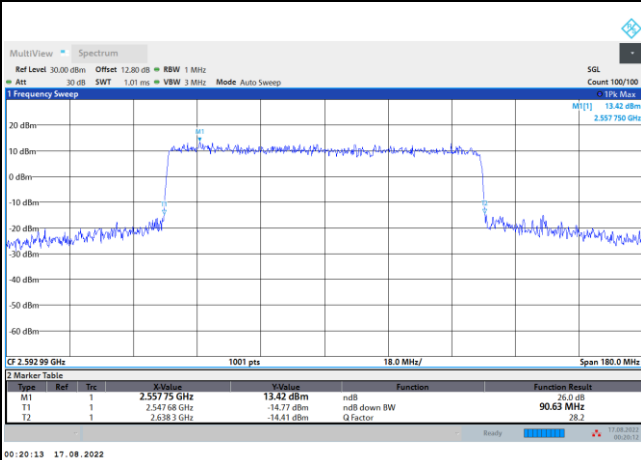 MultiView Spectrum
Ref Level 30.00 dBm Offset 12.80 dB RBW 1 MHz SGL
Att 30 dB SWT 1.01 ms VBW 3 MHz Mode Auto Sweep Count 100/100
1 Frequency Sweep 1Pk Max
M1[1] 13.42 dBm
2.557 750 GHz
20 dBm
M1
10 dBm
0 dBm
-10 dBm
-20 dBm
-30 dBm
-40 dBm
-50 dBm
-60 dBm
CF 2.592 99 GHz 1001 pts 18.0 MHz/ Span 180.0 MHz
2 Marker Table
Type Ref Trc X-Value Y-Value Function Function Result
M1 1 2.557 75 GHz 13.42 dBm ndB 26.0 dB
T1 1 2.547 68 GHz -14.77 dBm ndB down BW 90.63 MHz
T2 1 2.638 3 GHz -14.41 dBm Q Factor 28.2
Ready 17.08.2022
00:20:12
00:20:13 17.08.2022